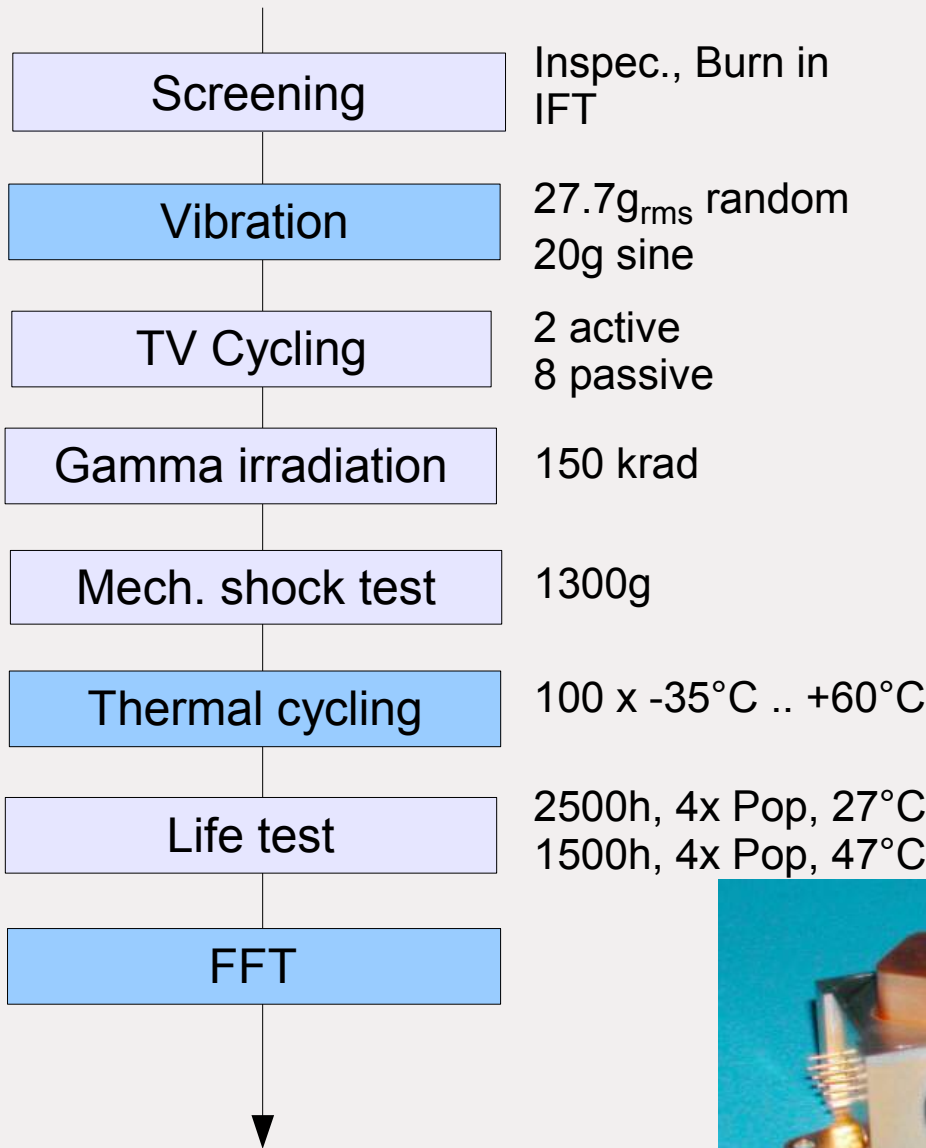 Screening
Inspec., Burn in
IFT
Vibration
27.7grms random
20g sine
TV Cycling
2 active
8 passive
Gamma irradiation
150 krad
Mech. shock test
1300g
Thermal cycling
100 x -35°C .. +60°C
Life test
2500h, 4x Pop, 27°C
1500h, 4x Pop, 47°C
FFT